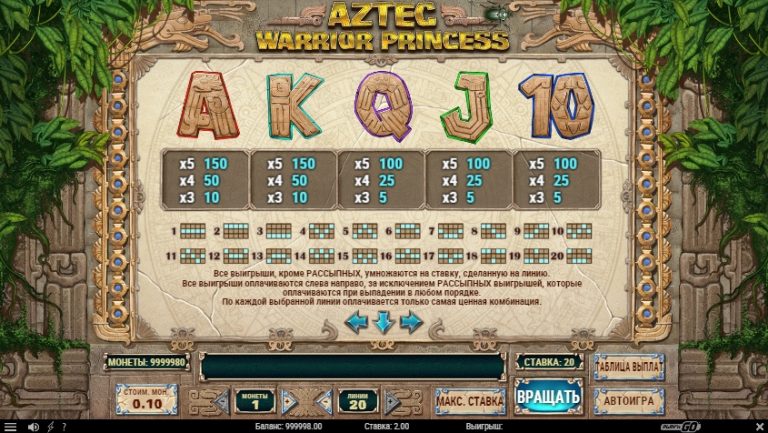 AZTEC
WARRIOR PRINCESS
A K Q J 10
x5 150 x5 150 x5 100 x5 100 x5 100
x4 50 x4 50 x4 25 x4 25 x4 25
x3 10 x3 10 x3 5 x3 5 x3 5
1 2 3 4 5 6 7 8 9 10
11 12 13 14 15 16 17 18 19 20
Все выигрыши, кроме РАССЫПНЫХ, умножаются на ставку, сделанную на линию.
Все выигрыши оплачиваются слева направо, за исключением РАССЫПНЫХ выигрышей, которые
оплачиваются при выпадении в любом порядке.
По каждой выбранной линии оплачивается только самая ценная комбинация.
МОНЕТЫ: 9999980
СТАВКА: 20
ТАБЛИЦА ВЫПЛАТ
СТОИМ. МОН.
0.10
МОНЕТЫ
1
ЛИНИИ
20
МАКС. СТАВКА
ВРАЩАТЬ
АВТОИГРА
Баланс: 999998.00 Ставка: 2.00 Выигрыш:
PLAY'N GO